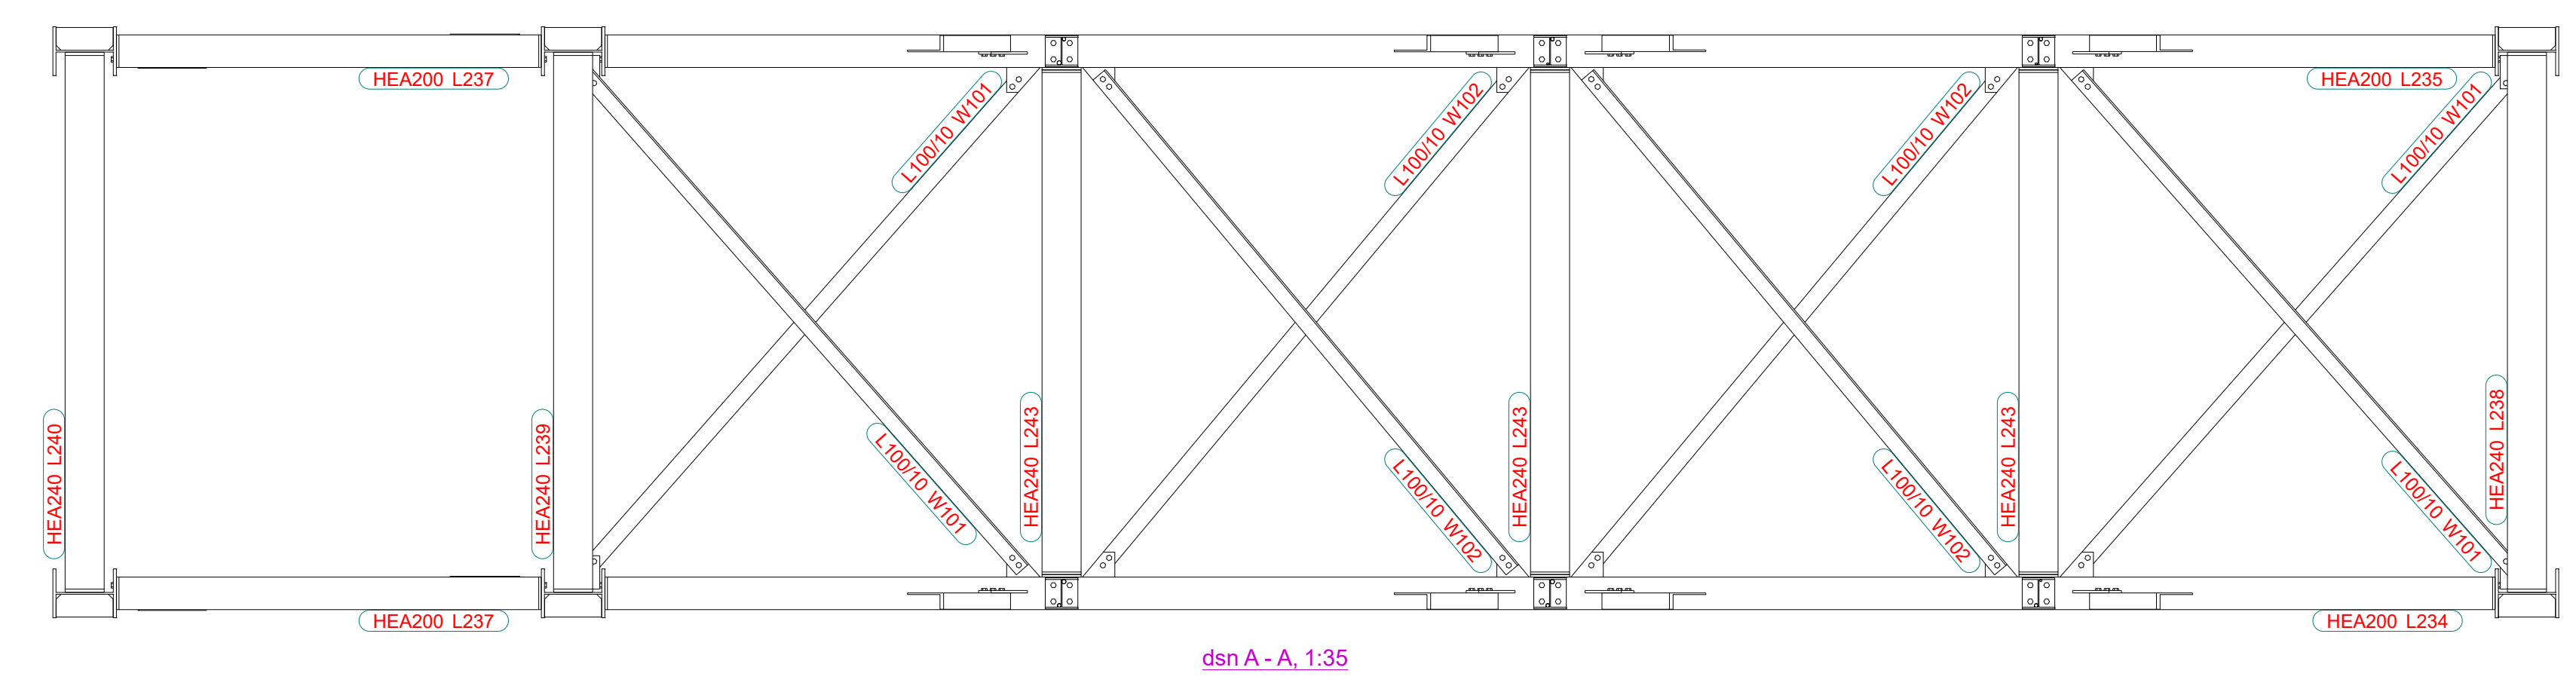 HEA200 L237
HEA200 L235
L100/10 W101
L100/10 W102
L100/10 W102
L100/10 W101
HEA240 L240
HEA240 L239
L100/10 W101
HEA240 L243
L100/10 W102
HEA240 L243
L100/10 W102
HEA240 L243
L100/10 W101
HEA240 L238
HEA200 L237
HEA200 L234
dsn A - A, 1:35